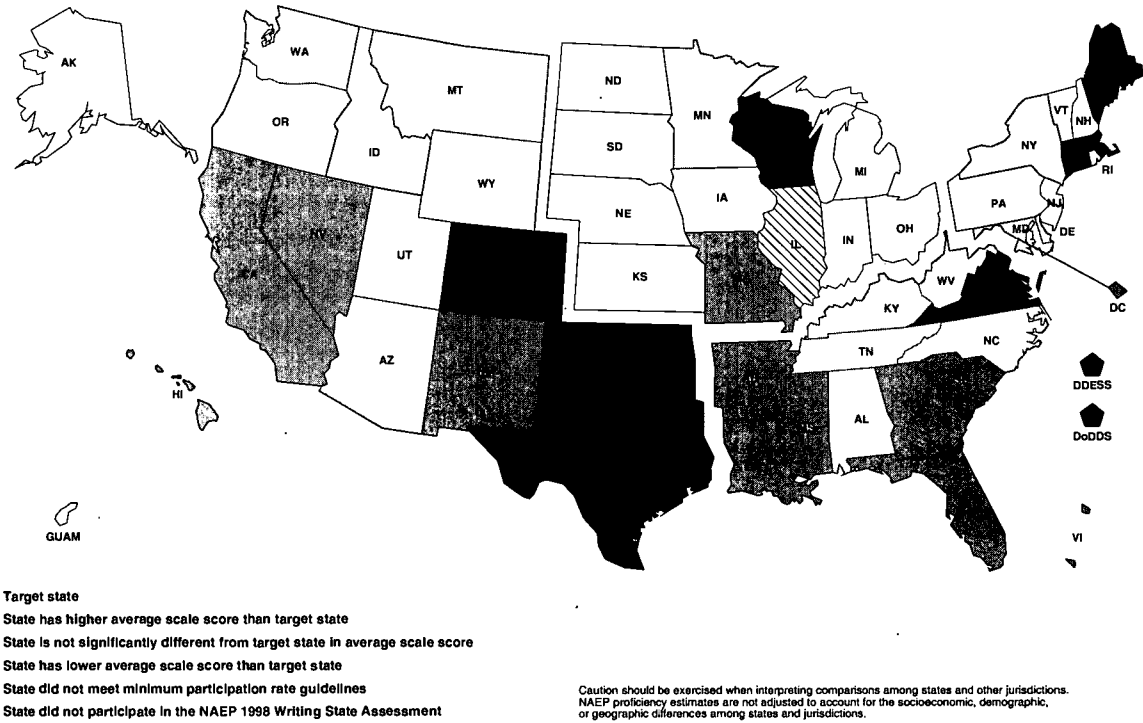 AK
WA
MT
ND
MN
VT
NH
OR
ID
SD
NY
MI
RI
WY
IA
PA
NJ
NE
OH
MD
DE
NV
IL
IN
UT
CA
KS
WV
DC
KY
NC
AZ
TN
HI
DDESS
AL
DoDDS
GUAM
VI
Target state
State has higher average scale score than target state
State is not significantly different from target state in average scale score
State has lower average scale score than target state
State did not meet minimum participation rate guidelines
State did not participate in the NAEP 1998 Writing State Assessment
Caution should be exercised when interpreting comparisons among states and other jurisdictions.
NAEP proficiency estimates are not adjusted to account for the socioeconomic, demographic,
or geographic differences among states and jurisdictions.